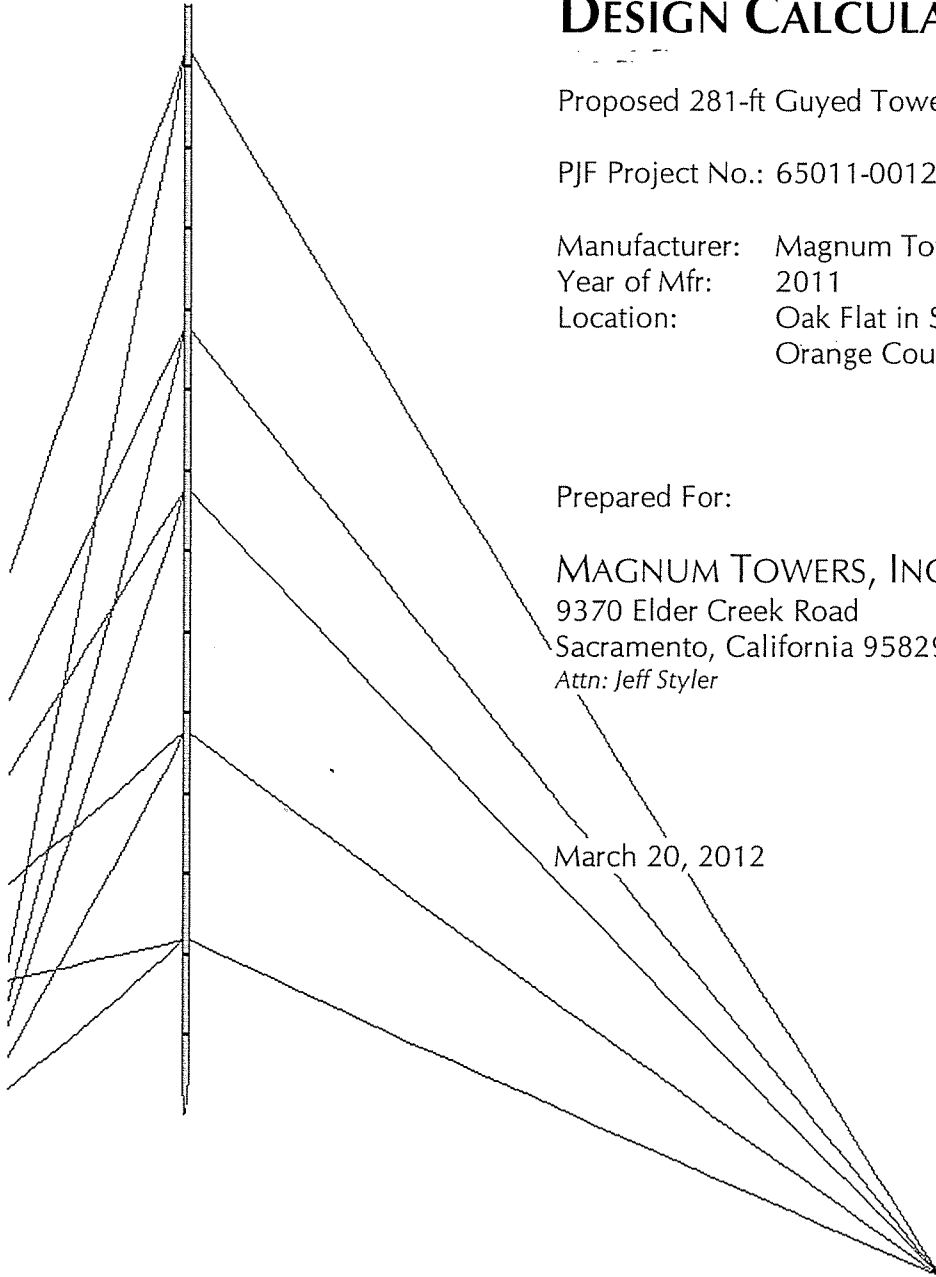 DESIGN CALCULA
Proposed 281-ft Guyed Towe
PJF Project No.: 65011-0012
Manufacturer: Magnum To
Year of Mfr: 2011
Location: Oak Flat in S
Orange Cou
Prepared For:
MAGNUM TOWERS, INC
9370 Elder Creek Road
Sacramento, California 95829
Attn: Jeff Styler
March 20, 2012